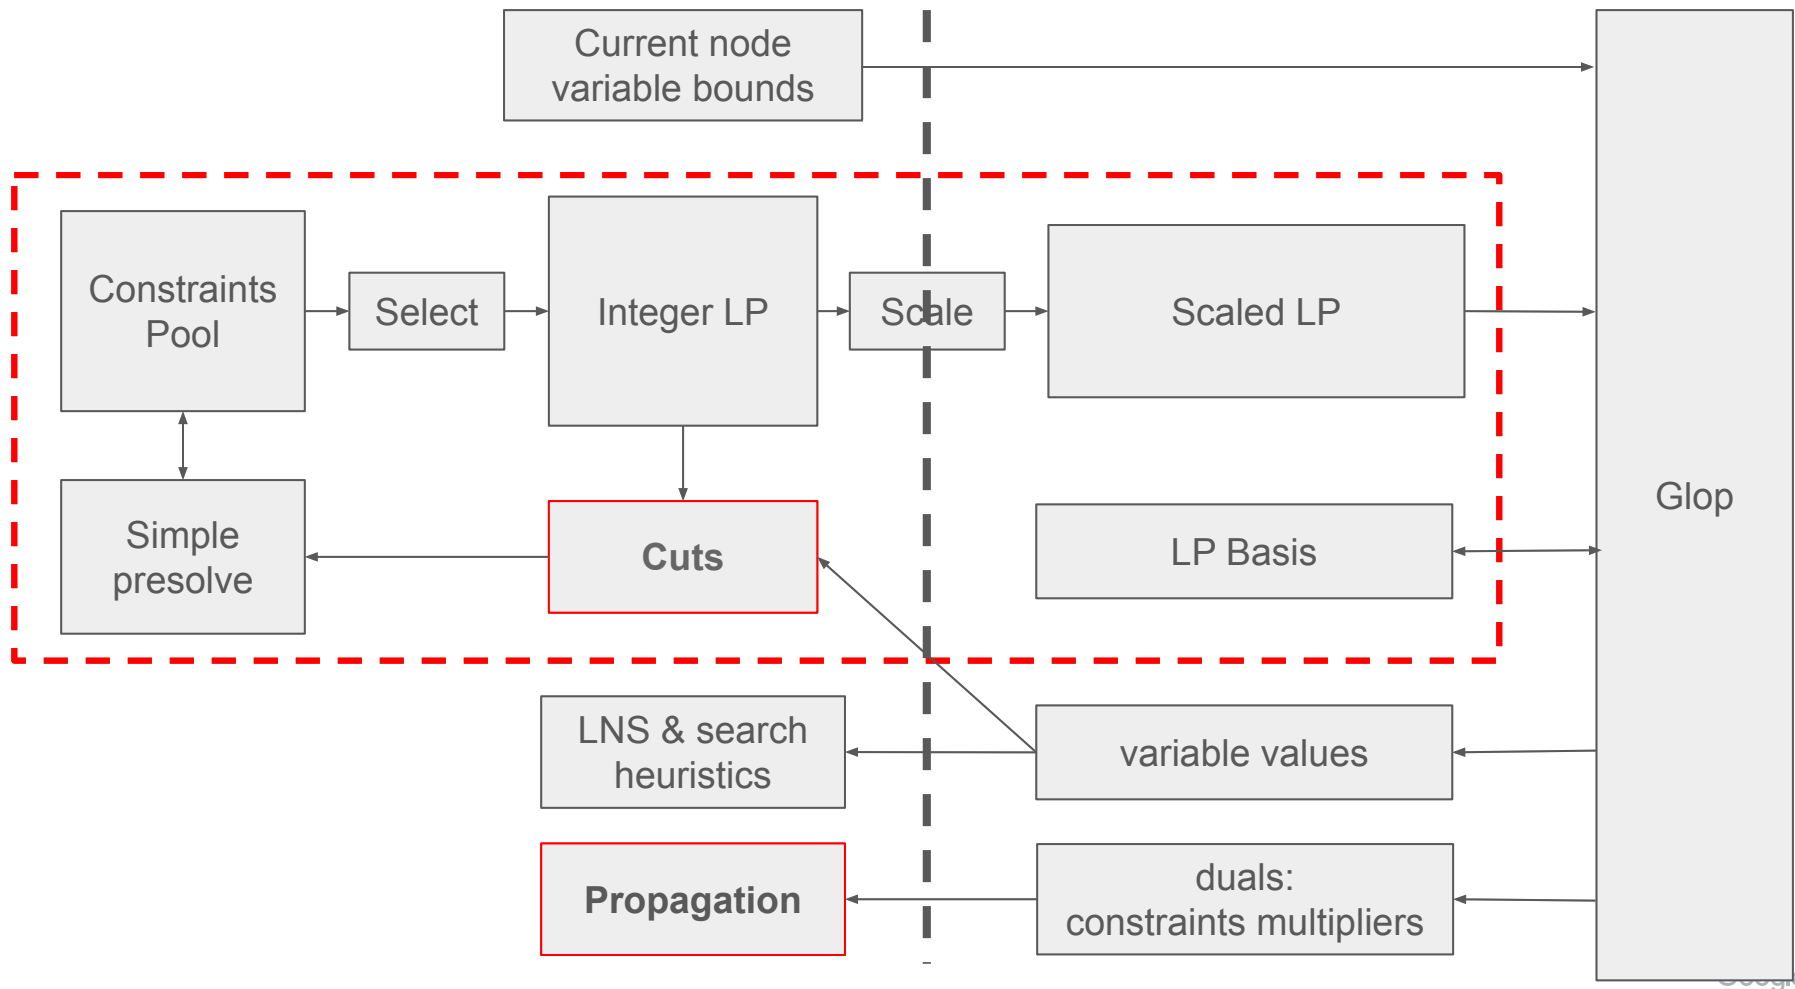 Current node
variable bounds
Constraints
Pool
Select
Integer LP
Scale
Scaled LP
Glop
Simple
presolve
Cuts
LP Basis
LNS & search
heuristics
variable values
Propagation
duals:
constraints multipliers